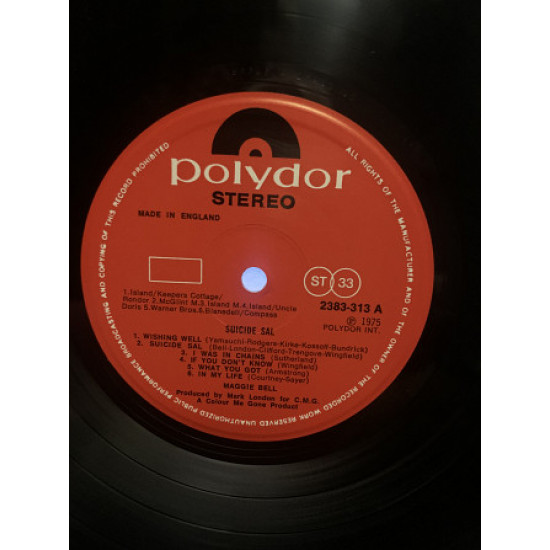 polydor
STEREO
MADE IN ENGLAND
ST 33
1.Island/Keepers Cottage/
Rondor 2.McGlint M.3.Island M.4.Island/Uncle
Doris 5.Warner Bros.6.Blanedell/Compass
2383-313 A
℗ 1975
POLYDOR INT.
SUICIDE SAL
1. WISHING WELL (Yamauchi-Rodgers-Kirke-Kossoff-Bundrick)
2. SUICIDE SAL (Bell-London-Clifford-Trengove-Wingfield)
3. I WAS IN CHAINS (Sutherland)
4. IF YOU DON'T KNOW (Wingfield)
5. WHAT YOU GOT (Armstrong)
6. IN MY LIFE (Courtney-Sayer)
MAGGIE BELL
Produced by Mark London for C.M.G.
A Colour Me Gone Product
ALL RIGHTS OF THE MANUFACTURER AND OF THE OWNER OF THE RECORDED WORK RESERVED UNAUTHORIZED PUBLIC PERFORMANCE BROADCASTING AND COPYING OF THIS RECORD PROHIBITED